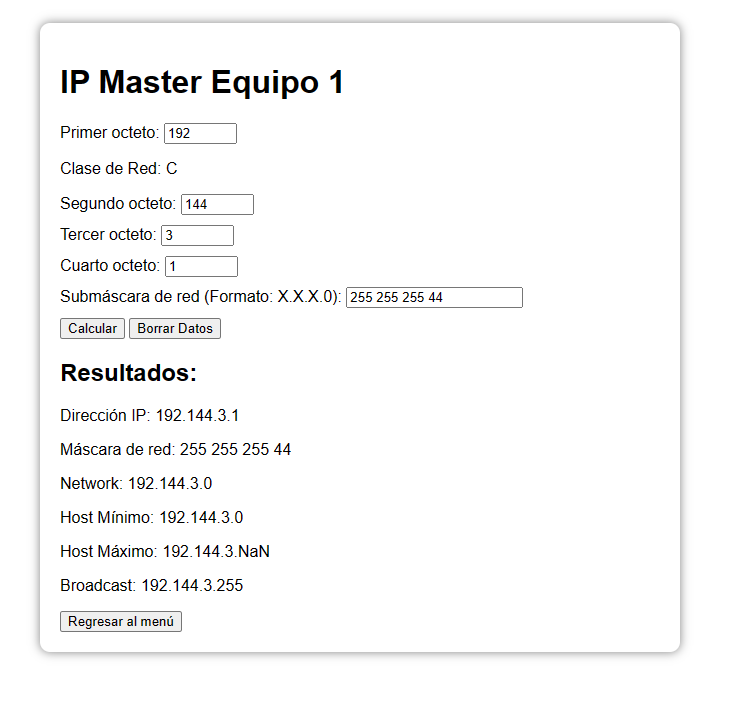 IP Master Equipo 1
Primer octeto: 192
Clase de Red: C
Segundo octeto: 144
Tercer octeto: 3
Cuarto octeto: 1
Submáscara de red (Formato: X.X.X.0): 255 255 255 44
Calcular Borrar Datos
Resultados:
Dirección IP: 192.144.3.1
Máscara de red: 255 255 255 44
Network: 192.144.3.0
Host Mínimo: 192.144.3.0
Host Máximo: 192.144.3.NaN
Broadcast: 192.144.3.255
Regresar al menú